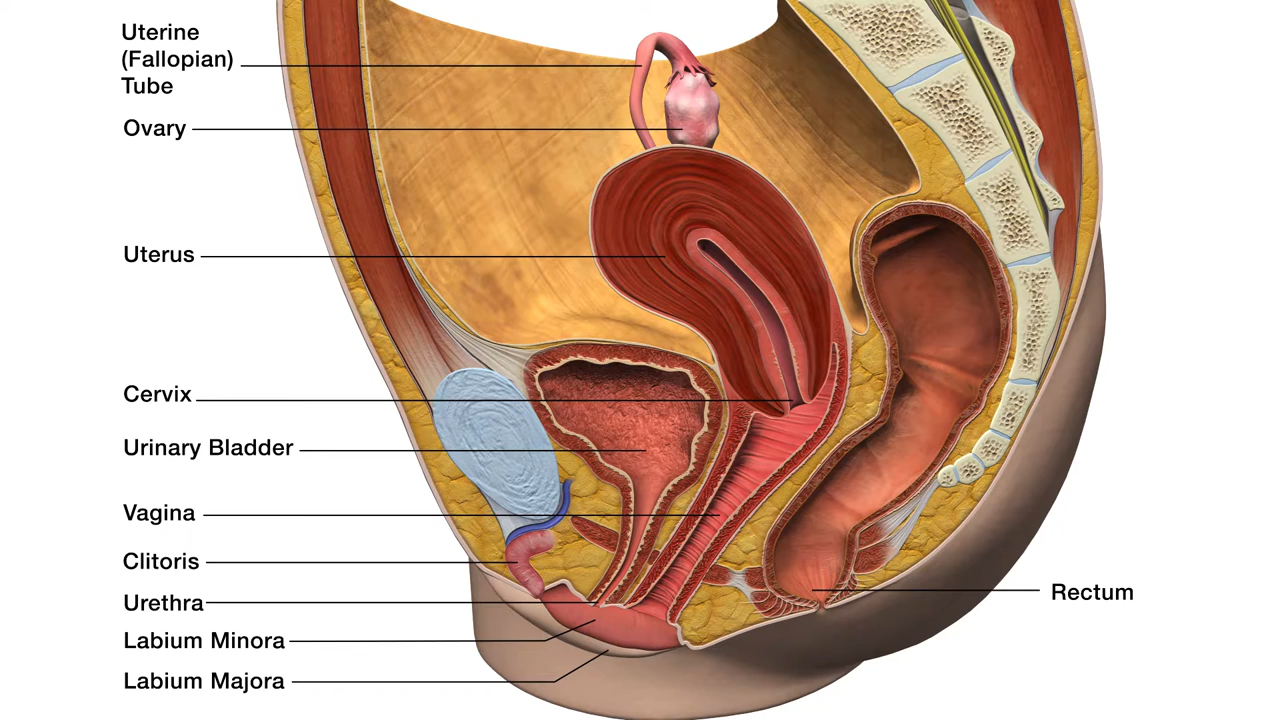 Uterine
(Fallopian)
Tube
Ovary
Uterus
Cervix
Urinary Bladder
Vagina
Clitoris
Urethra
Rectum
Labium Minora
Labium Majora